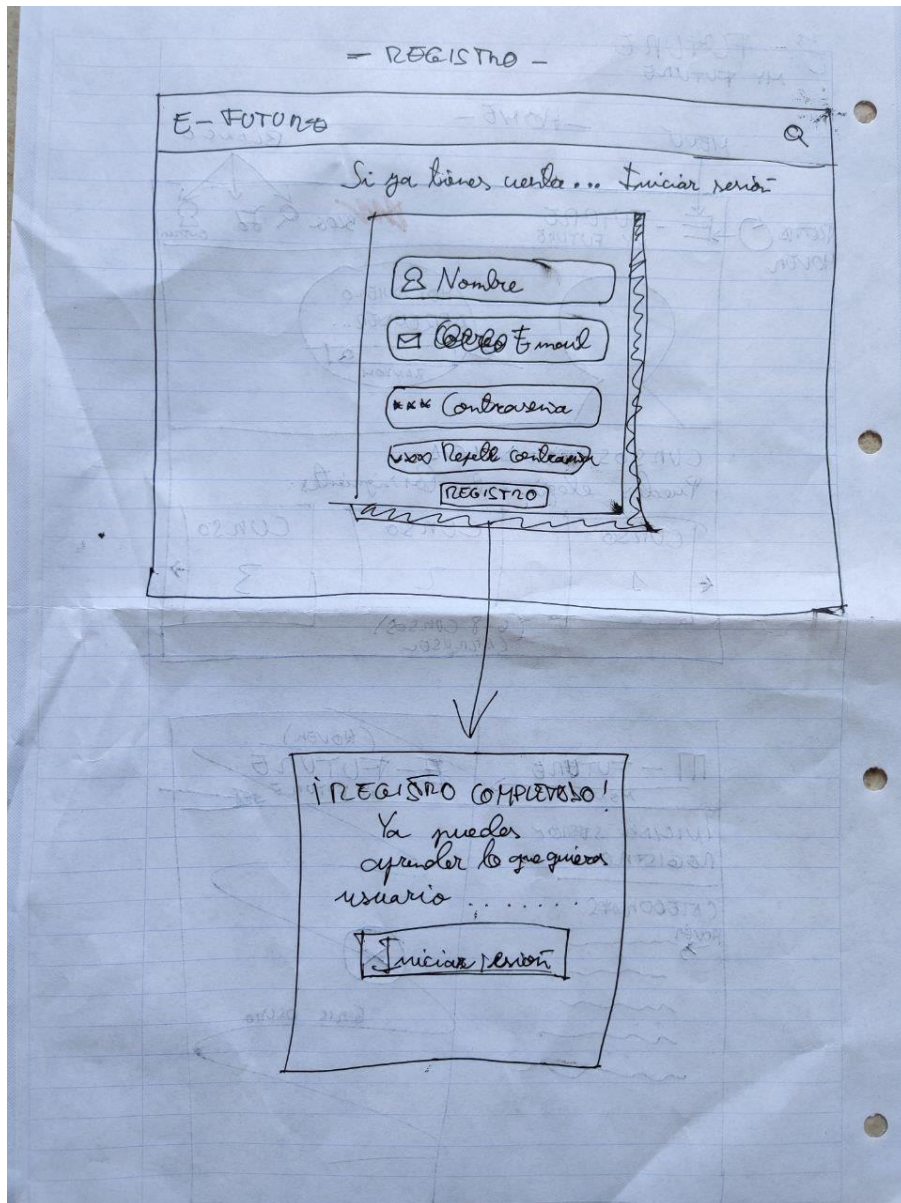 - REGISTRO -
E-FUTURO
Si ya tienes cuenta... Iniciar sesión
Nombre
Email
*** Contraseña
Repite contraseña
REGISTRO
¡REGISTRO COMPLETADO!
Ya puedes
aprender lo que quieras
usuario .......
Iniciar sesión